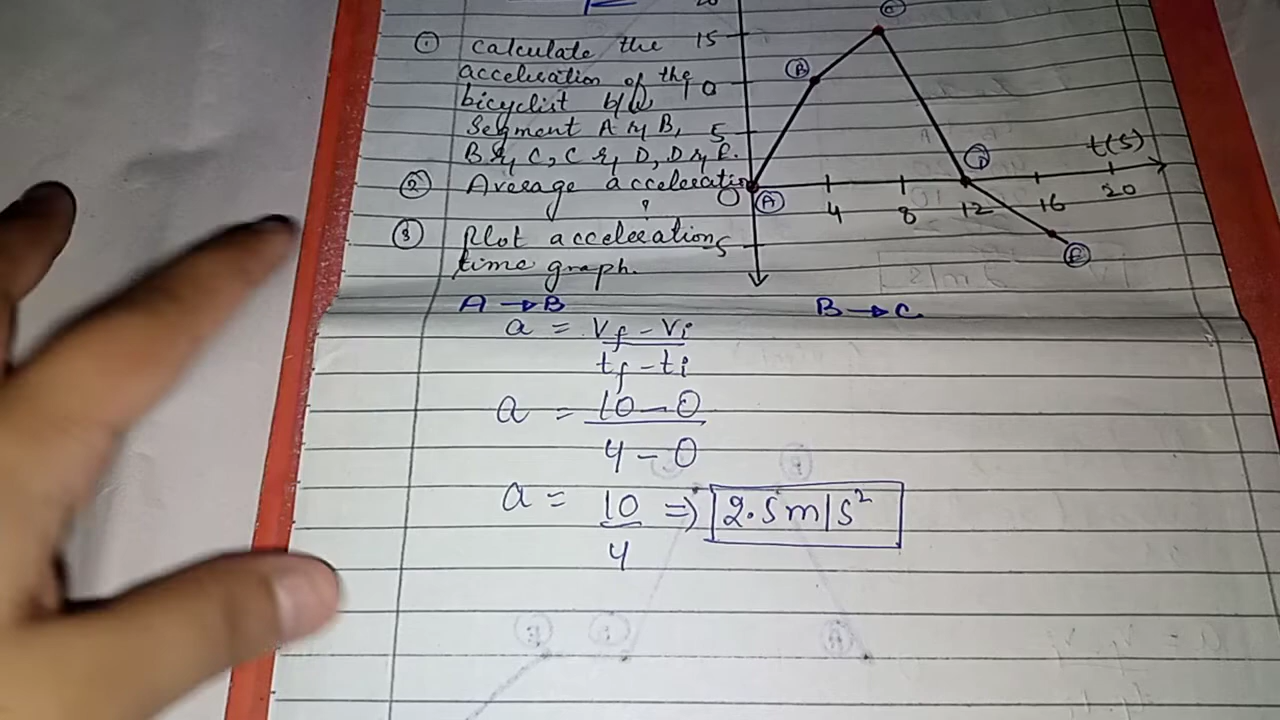 20
① Calculate the
acceleration of the
bicyclist b/w
Segment A & B,
B & C, C & D, D & E.
② Average acceleration
?
③ Plot acceleration
time graph.
15
10
5
0
5
A
B
C
D
E
4 8 12 16 20
t(s)
A → B
B → C
a = vf - vi
tf - ti
a = 10 - 0
4 - 0
a = 10 ⇒ 2.5 m/s²
4